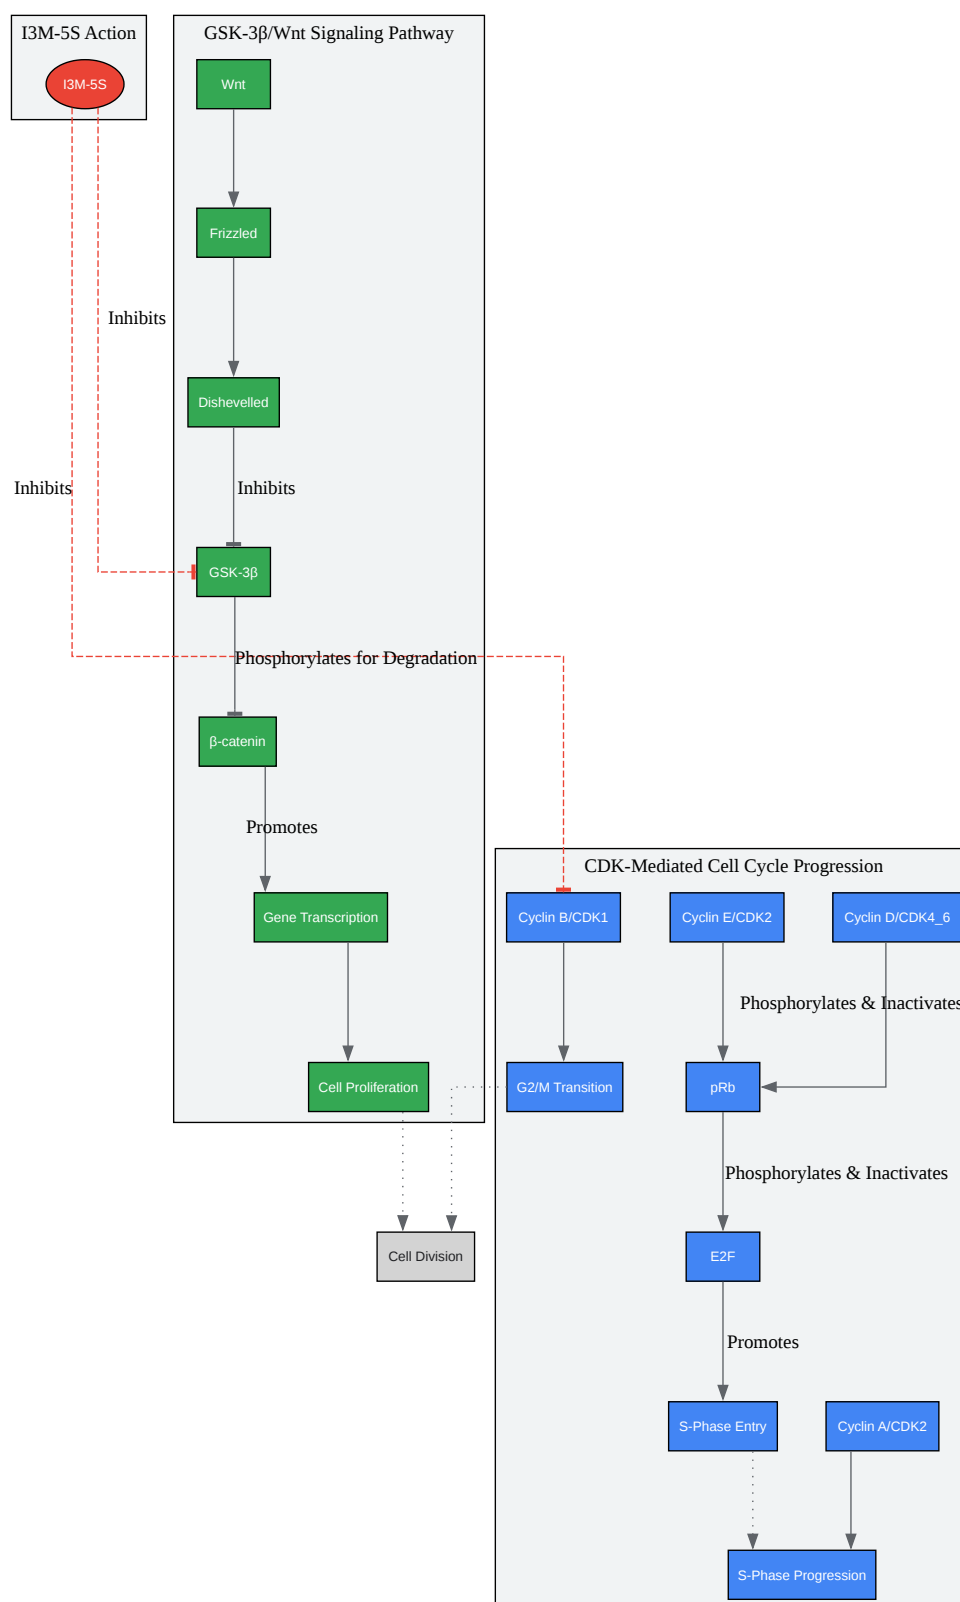 I3M-5S Action
GSK-3β/Wnt Signaling Pathway
I3M-5S
Wnt
Frizzled
Inhibits
Dishevelled
Inhibits
Inhibits
GSK-3β
Phosphorylates for Degradation
β-catenin
Promotes
CDK-Mediated Cell Cycle Progression
Gene Transcription
Cyclin B/CDK1
Cyclin E/CDK2
Cyclin D/CDK4_6
Phosphorylates & Inactivates
Cell Proliferation
G2/M Transition
pRb
Phosphorylates & Inactivates
Cell Division
E2F
Promotes
S-Phase Entry
Cyclin A/CDK2
S-Phase Progression